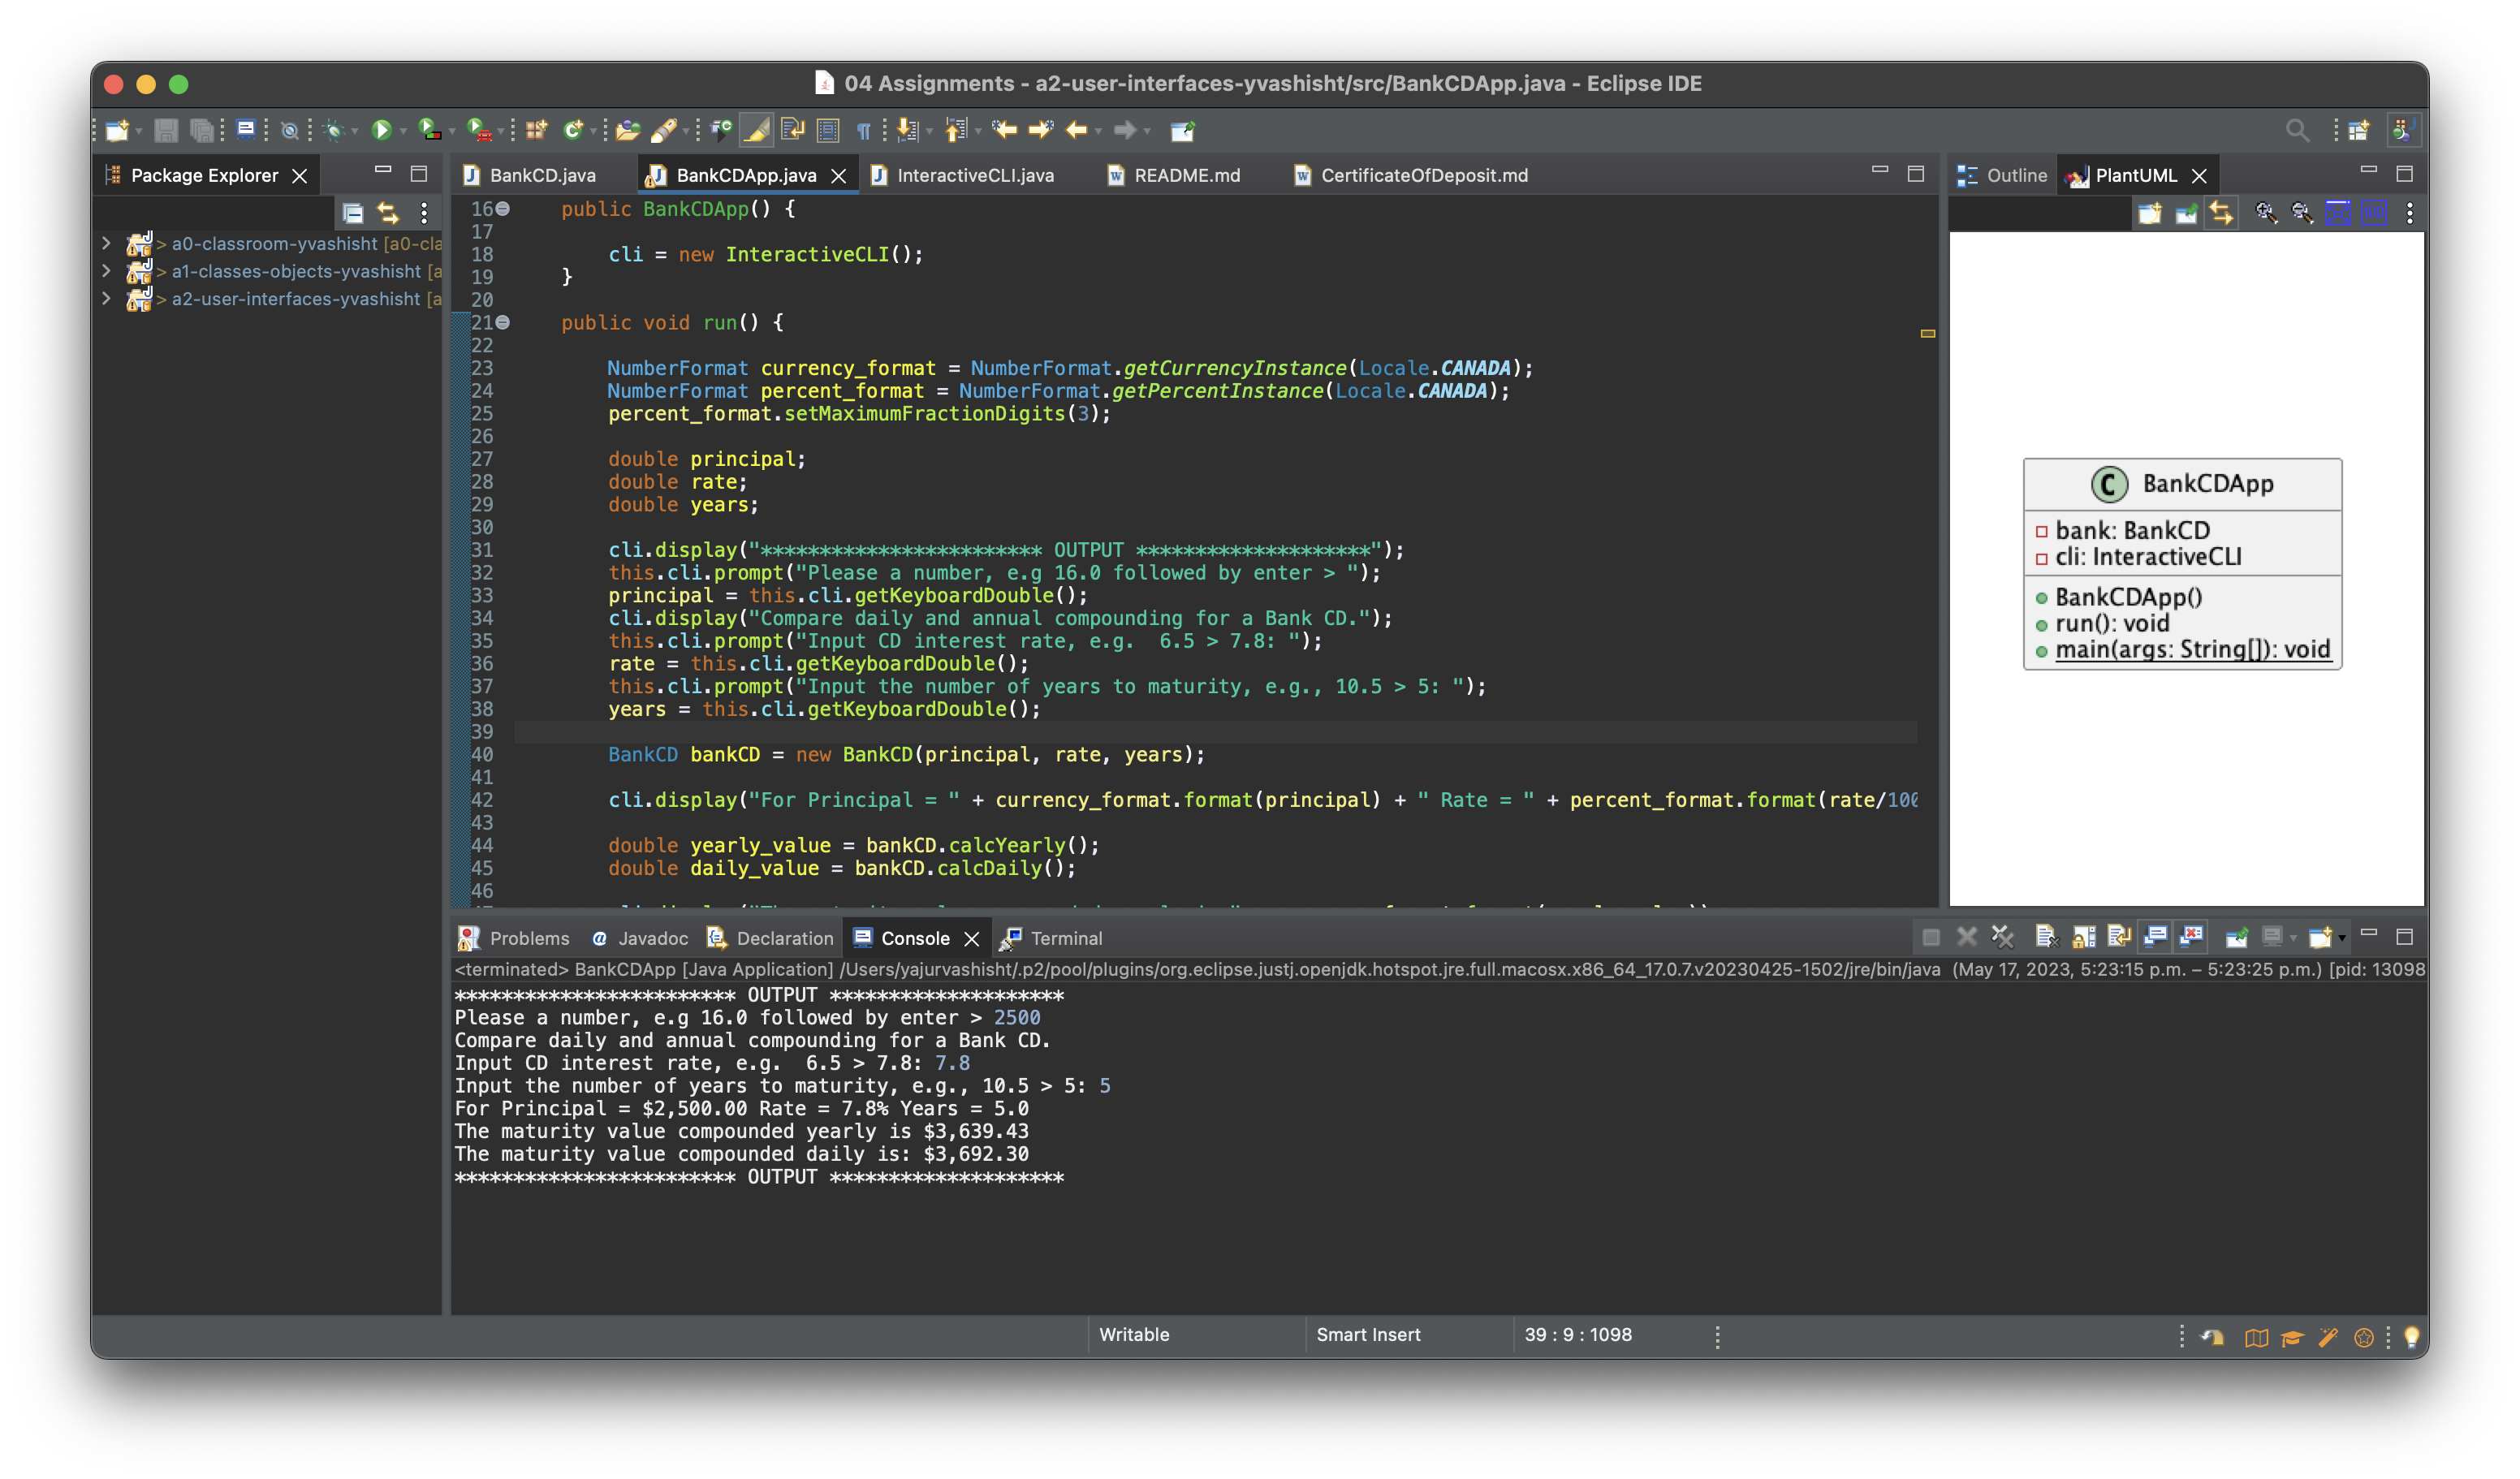 04 Assignments - a2-user-interfaces-yvashisht/src/BankCDApp.java - Eclipse IDE
Package Explorer
> a0-classroom-yvashisht [a0-cla
> a1-classes-objects-yvashisht [a
> a2-user-interfaces-yvashisht [a
BankCD.java BankCDApp.java InteractiveCLI.java README.md CertificateOfDeposit.md
16 public BankCDApp() {
17
18 cli = new InteractiveCLI();
19 }
20
21 public void run() {
22
23 NumberFormat currency_format = NumberFormat.getCurrencyInstance(Locale.CANADA);
24 NumberFormat percent_format = NumberFormat.getPercentInstance(Locale.CANADA);
25 percent_format.setMaximumFractionDigits(3);
26
27 double principal;
28 double rate;
29 double years;
30
31 cli.display("************************ OUTPUT ********************");
32 this.cli.prompt("Please a number, e.g 16.0 followed by enter > ");
33 principal = this.cli.getKeyboardDouble();
34 cli.display("Compare daily and annual compounding for a Bank CD.");
35 this.cli.prompt("Input CD interest rate, e.g.  6.5 > 7.8: ");
36 rate = this.cli.getKeyboardDouble();
37 this.cli.prompt("Input the number of years to maturity, e.g., 10.5 > 5: ");
38 years = this.cli.getKeyboardDouble();
39
40 BankCD bankCD = new BankCD(principal, rate, years);
41
42 cli.display("For Principal = " + currency_format.format(principal) + " Rate = " + percent_format.format(rate/100
43
44 double yearly_value = bankCD.calcYearly();
45 double daily_value = bankCD.calcDaily();
46
Outline PlantUML
C BankCDApp
bank: BankCD
cli: InteractiveCLI
BankCDApp()
run(): void
main(args: String[]): void
Problems Javadoc Declaration Console Terminal
<terminated> BankCDApp [Java Application] /Users/yajurvashisht/.p2/pool/plugins/org.eclipse.justj.openjdk.hotspot.jre.full.macosx.x86_64_17.0.7.v20230425-1502/jre/bin/java (May 17, 2023, 5:23:15 p.m. – 5:23:25 p.m.) [pid: 13098
************************ OUTPUT ********************
Please a number, e.g 16.0 followed by enter > 2500
Compare daily and annual compounding for a Bank CD.
Input CD interest rate, e.g.  6.5 > 7.8: 7.8
Input the number of years to maturity, e.g., 10.5 > 5: 5
For Principal = $2,500.00 Rate = 7.8% Years = 5.0
The maturity value compounded yearly is $3,639.43
The maturity value compounded daily is: $3,692.30
************************ OUTPUT ********************
Writable Smart Insert 39 : 9 : 1098